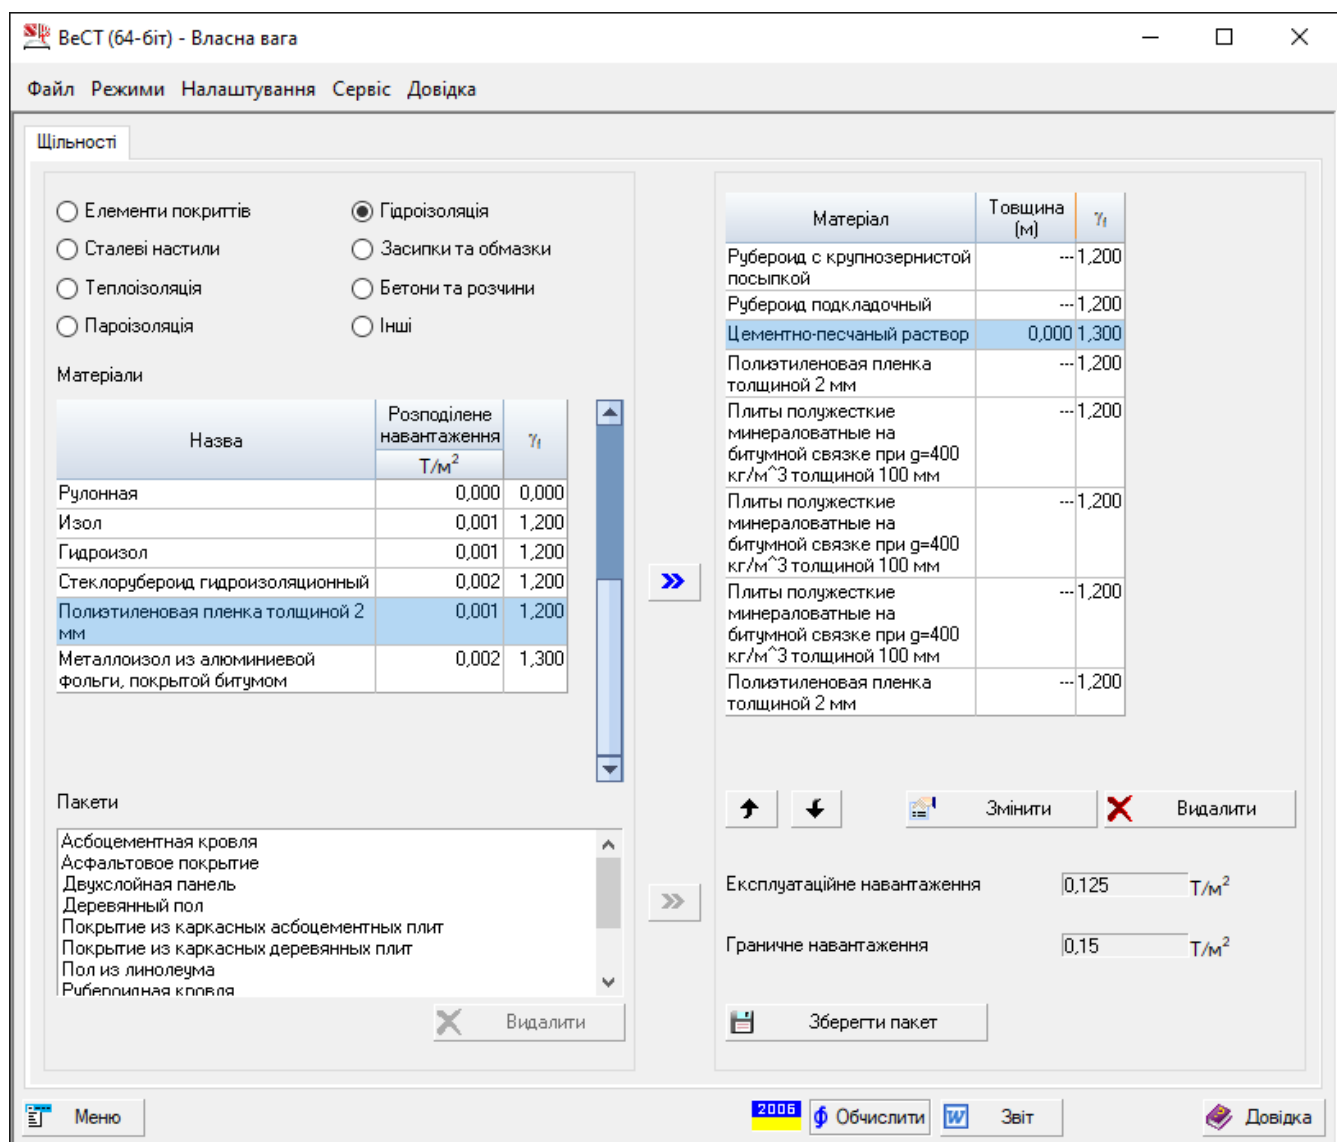 ВеСТ (64-біт) - Власна вага
Файл Режими Налаштування Сервіс Довідка
Щільності
Елементи покриттів
Гідроізоляція
Сталеві настили
Засипки та обмазки
Теплоізоляція
Бетони та розчини
Пароізоляція
Інші
Матеріали
Назва
Розподілене
навантаження
Т/м²
γf
Рулонная 0,000 0,000
Изол 0,001 1,200
Гидроизол 0,001 1,200
Стеклорубероид гидроизоляционный 0,002 1,200
Полиэтиленовая пленка толщиной 2 0,001 1,200
мм
Металлоизол из алюминиевой 0,002 1,300
фольги, покрытой битумом
Пакети
Асбоцементная кровля
Асфальтовое покрытие
Двухслойная панель
Деревянный пол
Покрытие из каркасных асбоцементных плит
Покрытие из каркасных деревянных плит
Пол из линолеума
Рубероидная кровля
Видалити
Матеріал
Товщина
(м)
γf
Рубероид с крупнозернистой --- 1,200
посыпкой
Рубероид подкладочный --- 1,200
Цементно-песчаный раствор 0,000 1,300
Полиэтиленовая пленка --- 1,200
толщиной 2 мм
Плиты полужесткие --- 1,200
минераловатные на
битумной связке при g=400
кг/м^3 толщиной 100 мм
Плиты полужесткие --- 1,200
минераловатные на
битумной связке при g=400
кг/м^3 толщиной 100 мм
Плиты полужесткие --- 1,200
минераловатные на
битумной связке при g=400
кг/м^3 толщиной 100 мм
Полиэтиленовая пленка --- 1,200
толщиной 2 мм
Змінити
Видалити
Експлуатаційне навантаження 0,125 Т/м²
Граничне навантаження 0,15 Т/м²
Зберегти пакет
Меню
2006
Обчислити
Звіт
Довідка